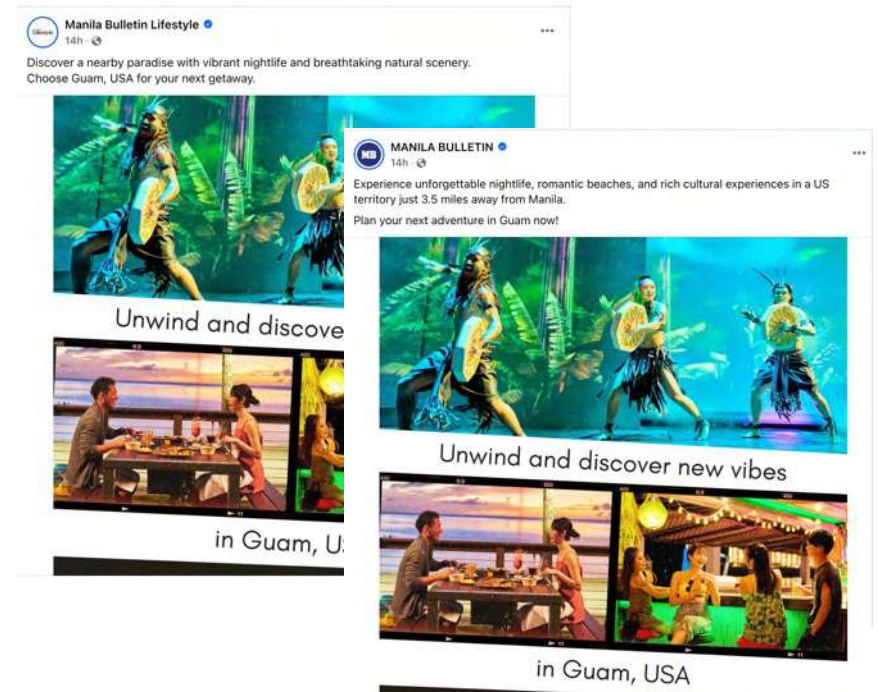 Manila Bulletin Lifestyle
14h
Discover a nearby paradise with vibrant nightlife and breathtaking natural scenery.
Choose Guam, USA for your next getaway.
Unwind and discove
in Guam, U
MB
MANILA BULLETIN
14h
Experience unforgettable nightlife, romantic beaches, and rich cultural experiences in a US
territory just 3.5 miles away from Manila.
Plan your next adventure in Guam now!
Unwind and discover new vibes
in Guam, USA